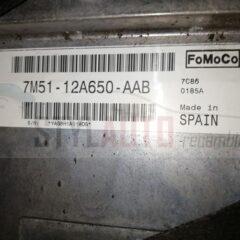 FoMoCo
7M51-12A650-AAB
7C86
0185A
Made in
SPAIN
S/N